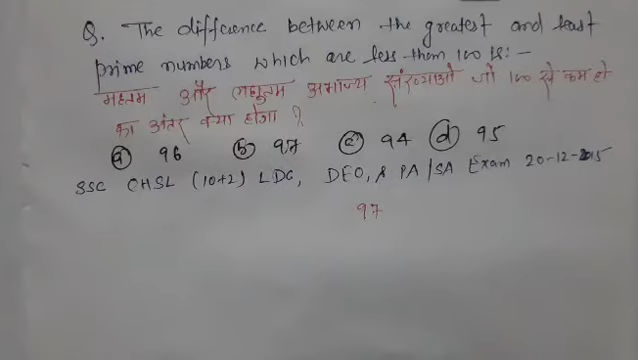 Q. The difference between the greatest and least
prime numbers which are less them 100 is:-
महत्तम और लघुत्तम अभाज्य संख्याओ जो 100 से कम हो
का अंतर क्या होगा ?
(a) 96 (b) 97 (c) 94 (d) 95
SSC CHSL (10+2) LDC, DEO, & PA/SA Exam 20-12-2015
97